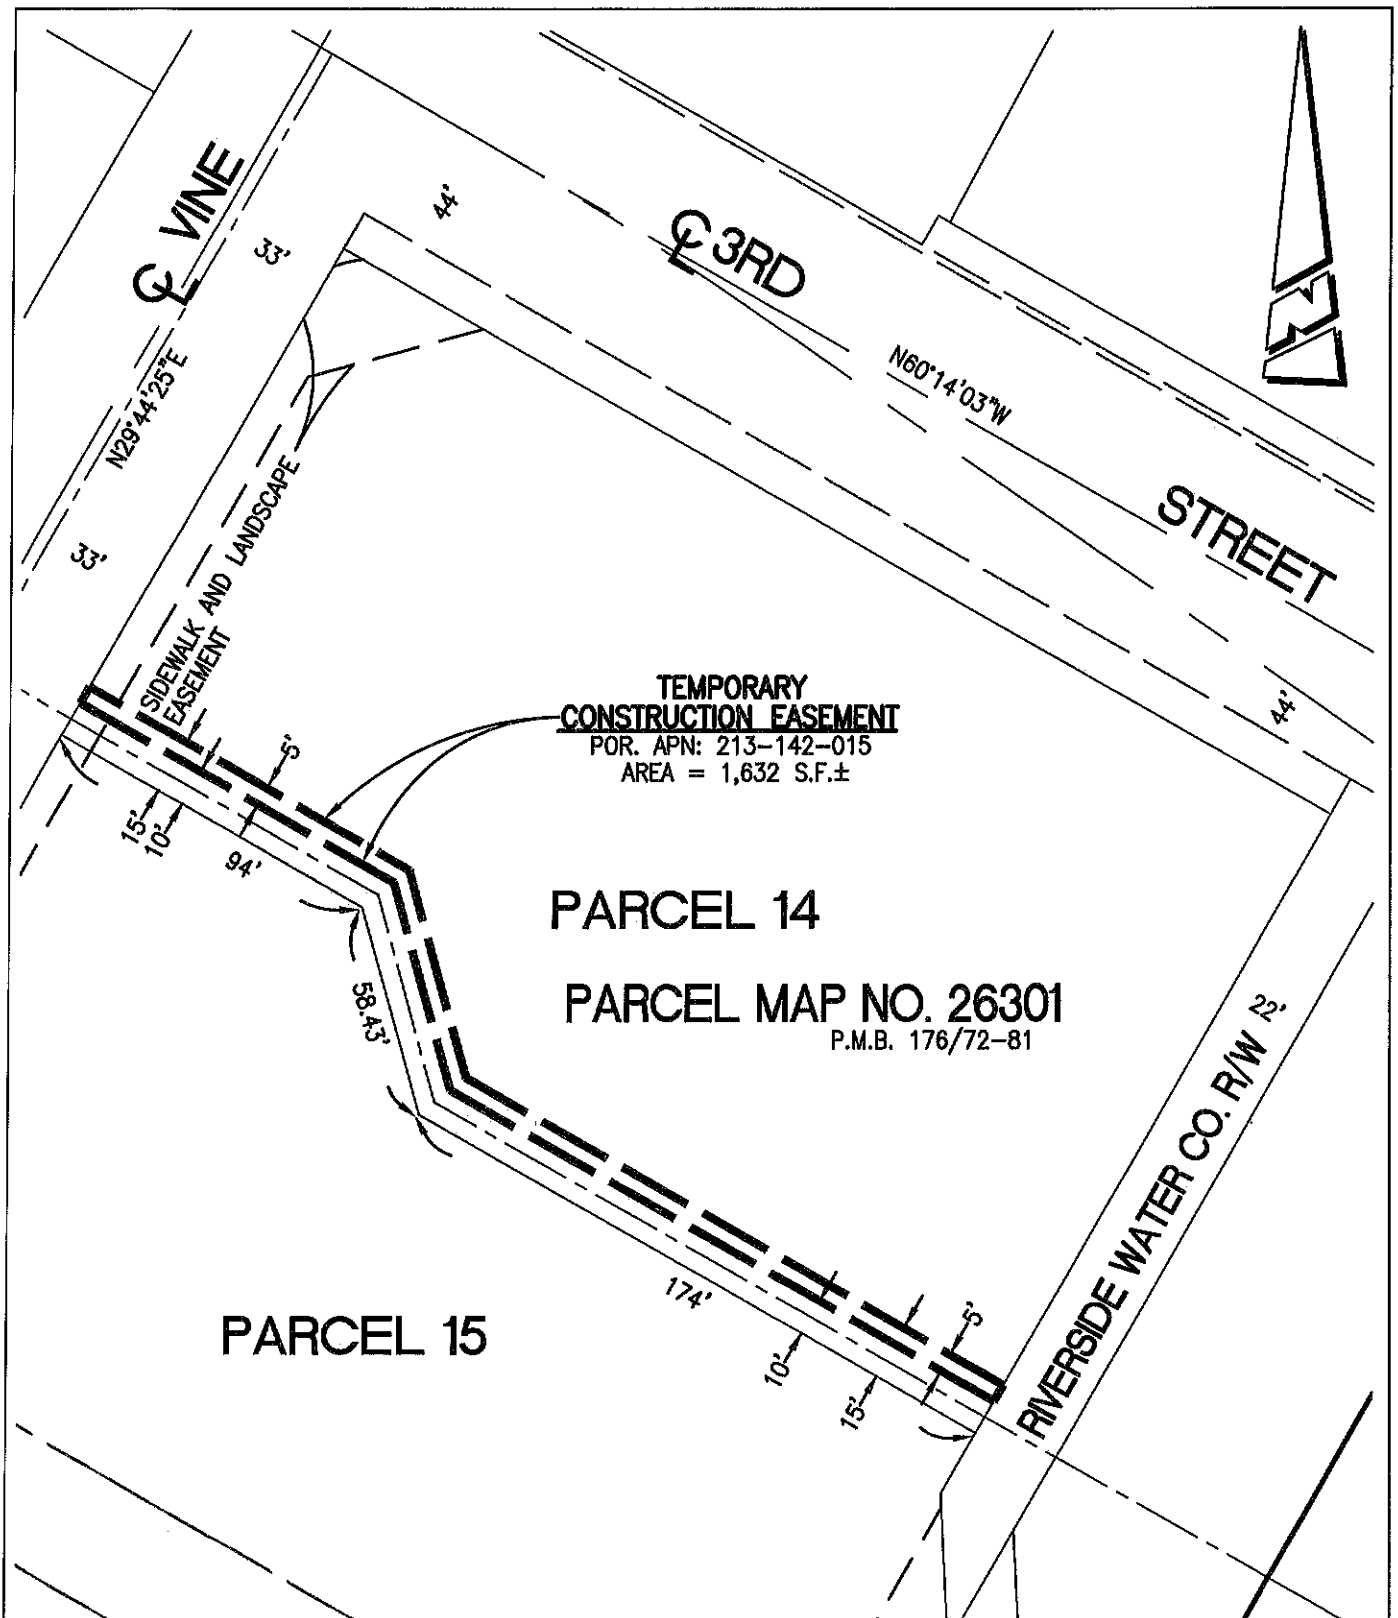 ℄ VINE
33'
44'
℄ 3RD
N
N29°44'25"E
N60°14'03"W
STREET
33'
SIDEWALK AND LANDSCAPE
EASEMENT
TEMPORARY
CONSTRUCTION EASEMENT
POR. APN: 213-142-015
AREA = 1,632 S.F.±
44'
5'
15'
10'
94'
PARCEL 14
PARCEL MAP NO. 26301
P.M.B. 176/72-81
58.43'
22'
RIVERSIDE WATER CO. R/W
174'
PARCEL 15
5'
10'
15'